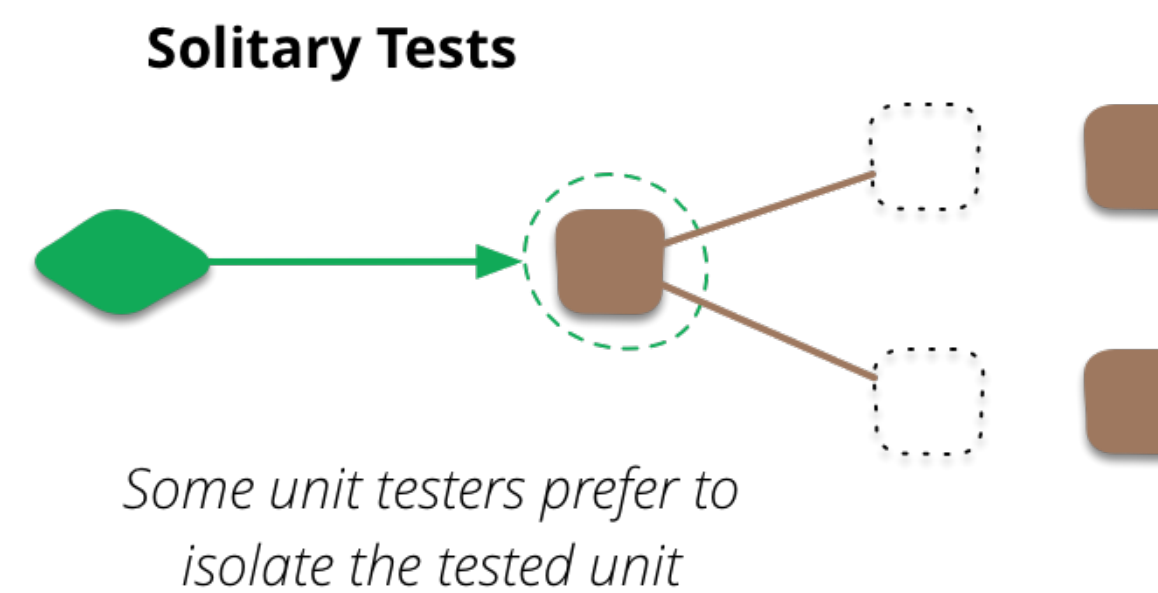 Solitary Tests
Some unit testers prefer to
isolate the tested unit